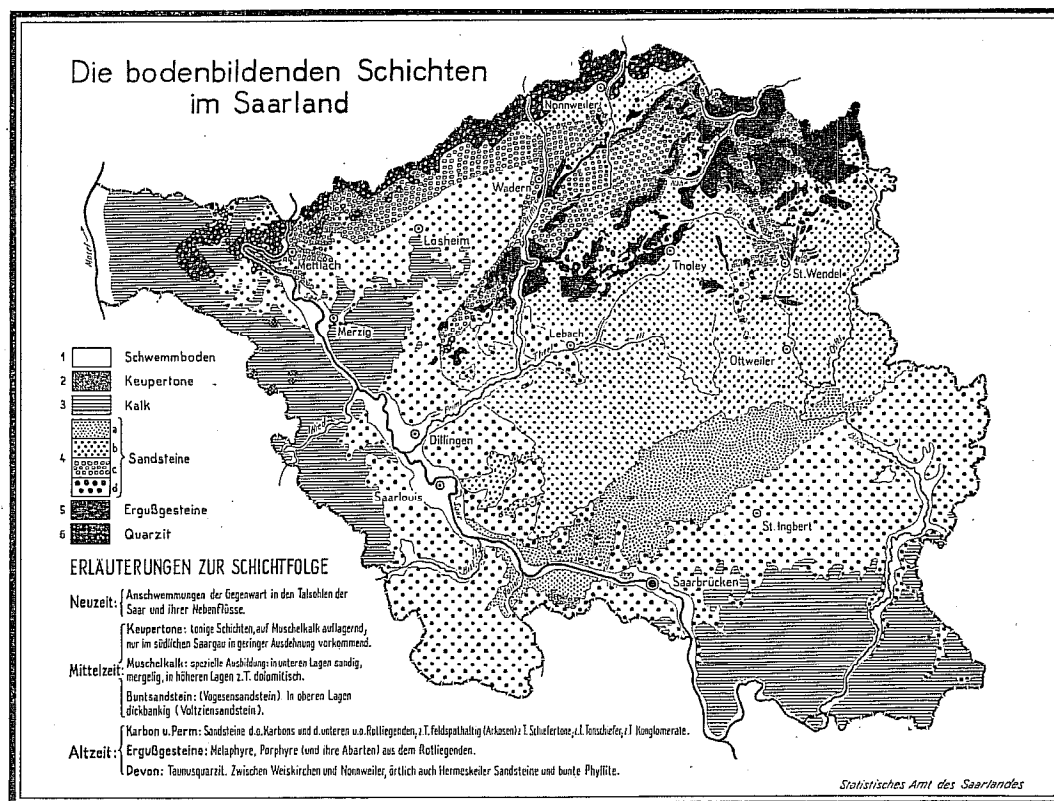 Die bodenbildenden Schichten
im Saarland
Nonnweiler
Wadern
Mosel
Losheim
Mettlach
Tholey
St.Wendel
Merzig
Lebach
Ottweiler
Dillingen
Saarlouis
St.Ingbert
Saarbrücken
1 Schwemmboden
2 Keupertone
3 Kalk
4 a b c d Sandsteine
5 Ergußgesteine
6 Quarzit
ERLÄUTERUNGEN ZUR SCHICHTFOLGE
Neuzeit: Anschwemmungen der Gegenwart in den Talsohlen der
Saar und ihrer Nebenflüsse.
Keupertone: tonige Schichten, auf Muschelkalk auflagernd,
nur im südlichen Saargau in geringer Ausdehnung vorkommend.
Mittelzeit: Muschelkalk: spezielle Ausbildung: in unteren Lagen sandig,
mergelig, in höheren Lagen z.T. dolomitisch.
Buntsandstein: (Vogesensandstein). In oberen Lagen
dickbankig (Voltziensandstein).
Karbon u. Perm: Sandsteine d.o. Karbons und d. unteren u.o. Rotliegenden, z.T. feldspathaltig (Arkosen) z.T. Schiefertone, z.T. Tonschiefer, z.T Konglomerate.
Altzeit: Ergußgesteine: Melaphyre, Porphyre (und ihre Abarten) aus dem Rotliegenden.
Devon: Taunusquarzit. Zwischen Weiskirchen und Nonnweiler, örtlich auch Hermeskeiler Sandsteine und bunte Phyllite.
Statistisches Amt des Saarlandes